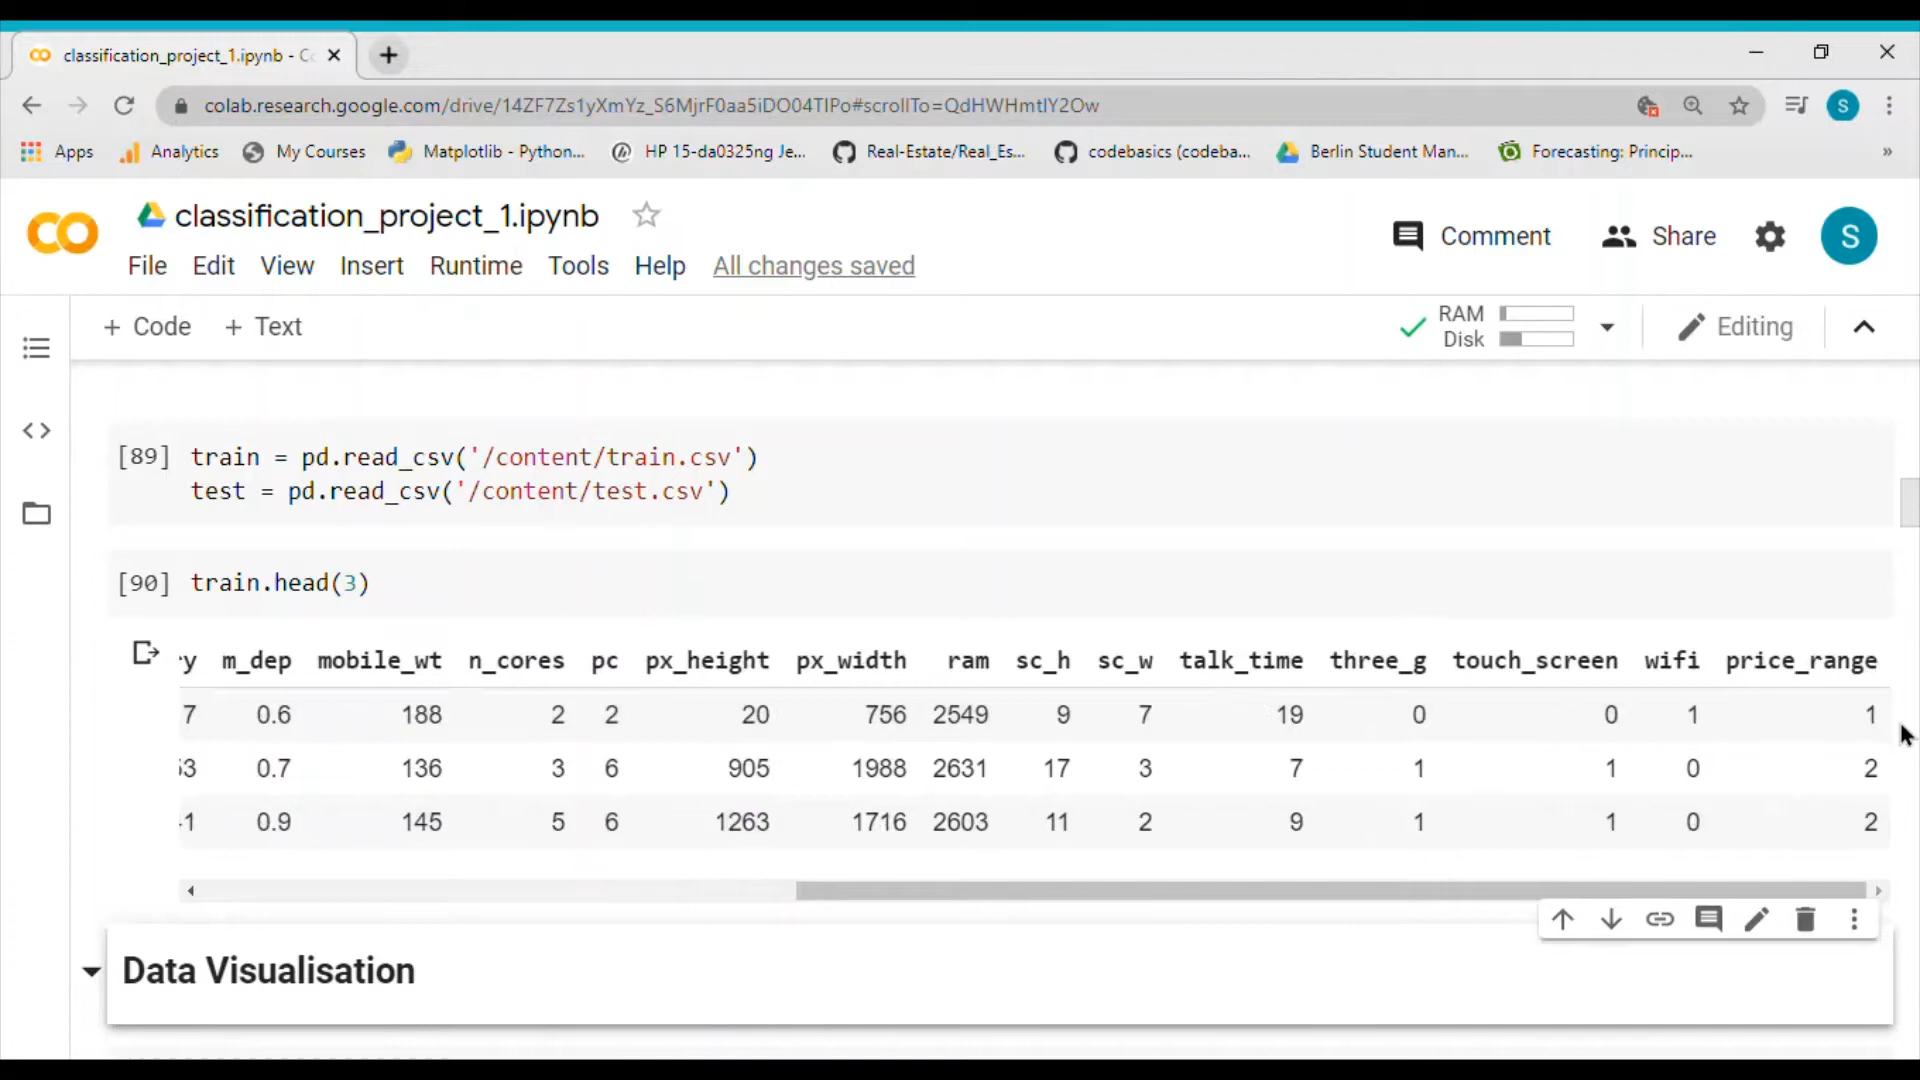 classification_project_1.ipynb - C
colab.research.google.com/drive/14ZF7Zs1yXmYz_S6MjrF0aa5iDO04TIPo#scrollTo=QdHWHmtlY2Ow
S
Apps Analytics My Courses Matplotlib - Python... HP 15-da0325ng Je... Real-Estate/Real_Es... codebasics (codeba... Berlin Student Man... Forecasting: Princip... »
classification_project_1.ipynb
Comment Share S
File Edit View Insert Runtime Tools Help All changes saved
+ Code + Text
RAM
Disk
Editing
[89] train = pd.read_csv('/content/train.csv')
test = pd.read_csv('/content/test.csv')
[90] train.head(3)
y m_dep mobile_wt n_cores pc px_height px_width ram sc_h sc_w talk_time three_g touch_screen wifi price_range
7 0.6 188 2 2 20 756 2549 9 7 19 0 0 1 1
53 0.7 136 3 6 905 1988 2631 17 3 7 1 1 0 2
1 0.9 145 5 6 1263 1716 2603 11 2 9 1 1 0 2
Data Visualisation